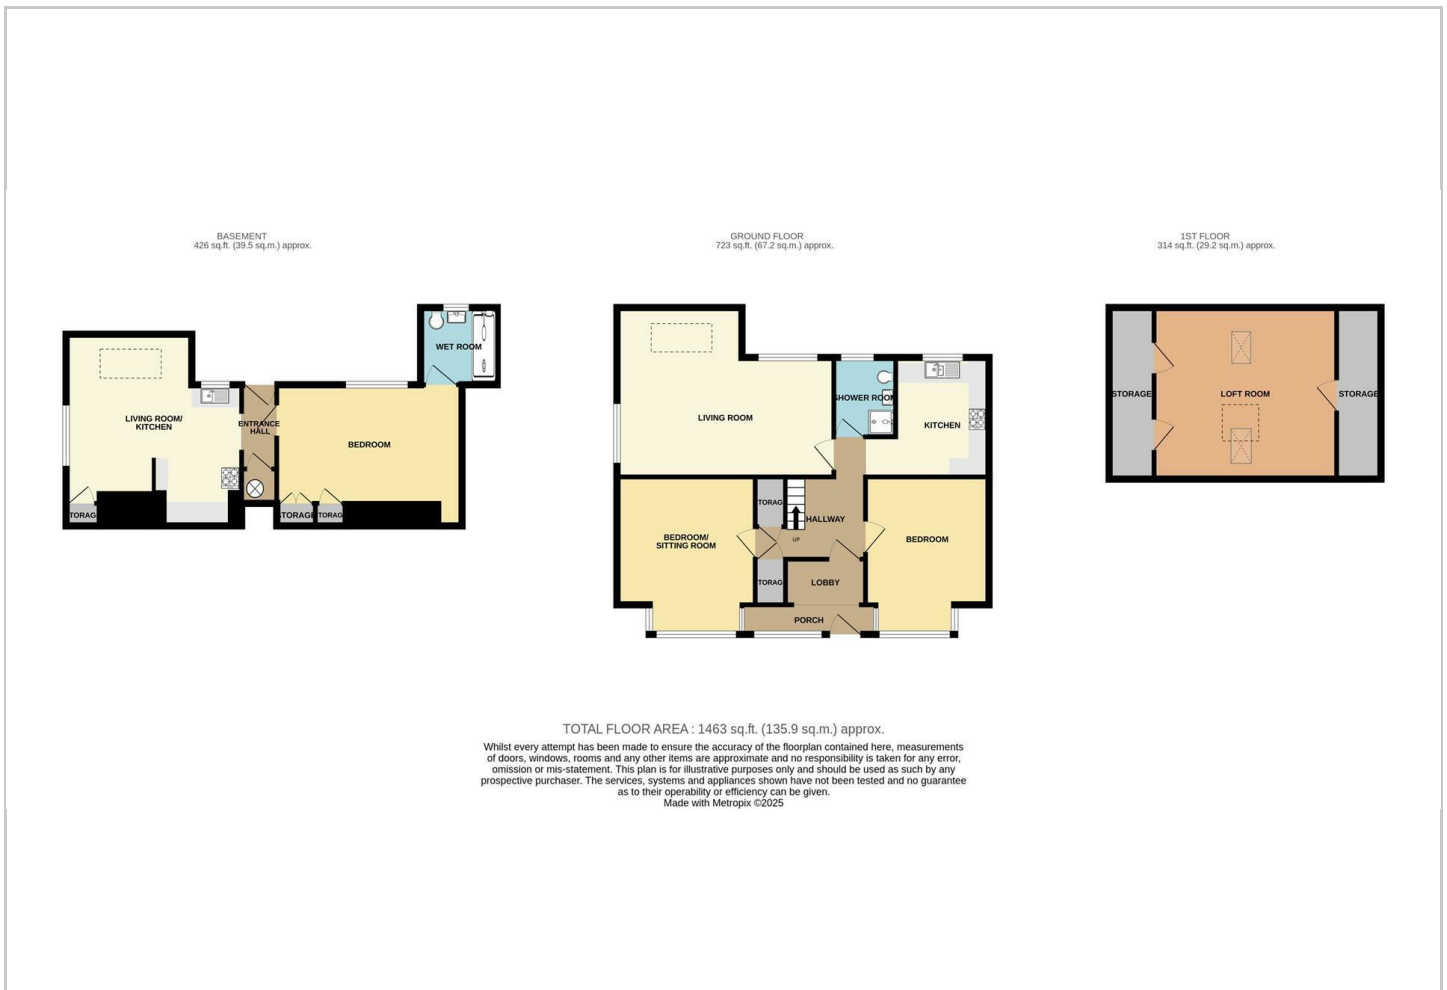 BASEMENT
426 sq.ft. (39.5 sq.m.) approx.
GROUND FLOOR
723 sq.ft. (67.2 sq.m.) approx.
1ST FLOOR
314 sq.ft. (29.2 sq.m.) approx.
WET ROOM
LIVING ROOM/
KITCHEN
ENTRANCE
HALL
BEDROOM
TORAG
STORAGE
TORAG
LIVING ROOM
SHOWER ROOM
KITCHEN
TORAG
HALLWAY
UP
BEDROOM/
SITTING ROOM
BEDROOM
TORAG
LOBBY
PORCH
STORAGE
LOFT ROOM
STORAGE
TOTAL FLOOR AREA : 1463 sq.ft. (135.9 sq.m.) approx.
Whilst every attempt has been made to ensure the accuracy of the floorplan contained here, measurements
of doors, windows, rooms and any other items are approximate and no responsibility is taken for any error,
omission or mis-statement. This plan is for illustrative purposes only and should be used as such by any
prospective purchaser. The services, systems and appliances shown have not been tested and no guarantee
as to their operability or efficiency can be given.
Made with Metropix ©2025